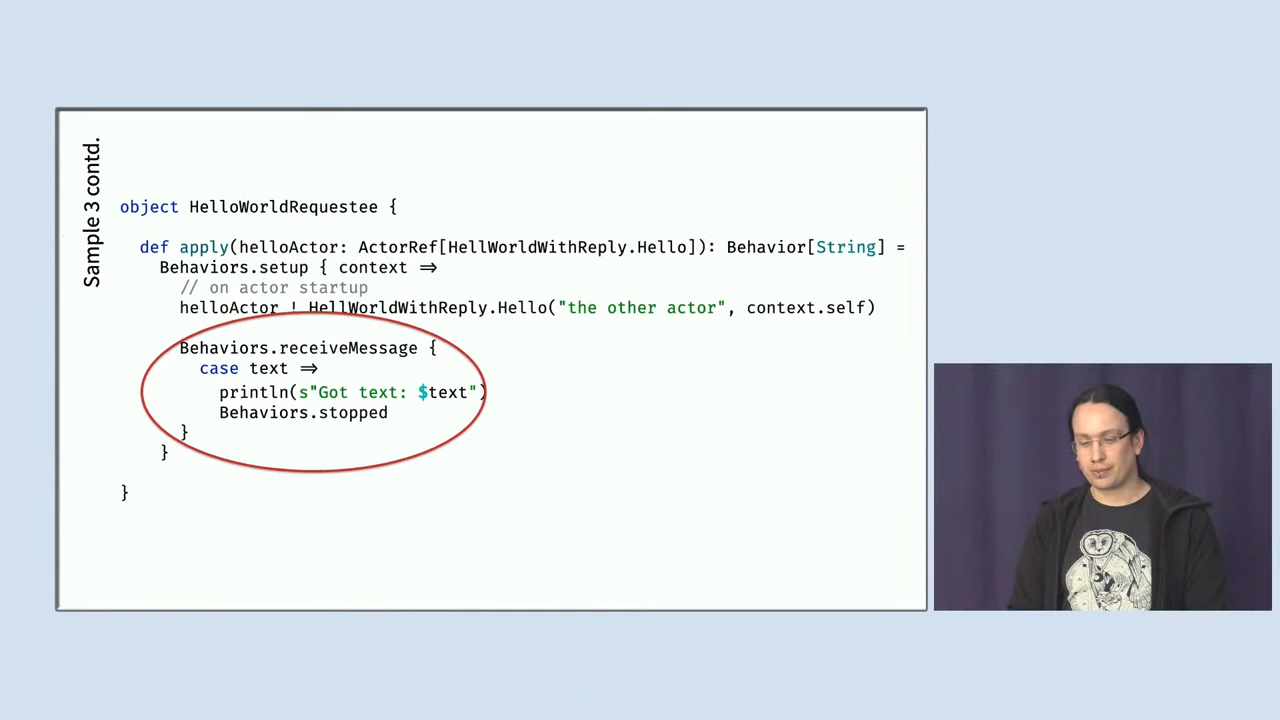 Sample 3 contd.
object HelloWorldRequestee {
def apply(helloActor: ActorRef[HellWorldWithReply.Hello]): Behavior[String] =
Behaviors.setup { context ⇒
// on actor startup
helloActor ! HellWorldWithReply.Hello("the other actor", context.self)
Behaviors.receiveMessage {
case text ⇒
println(s"Got text: $text")
Behaviors.stopped
}
}
}